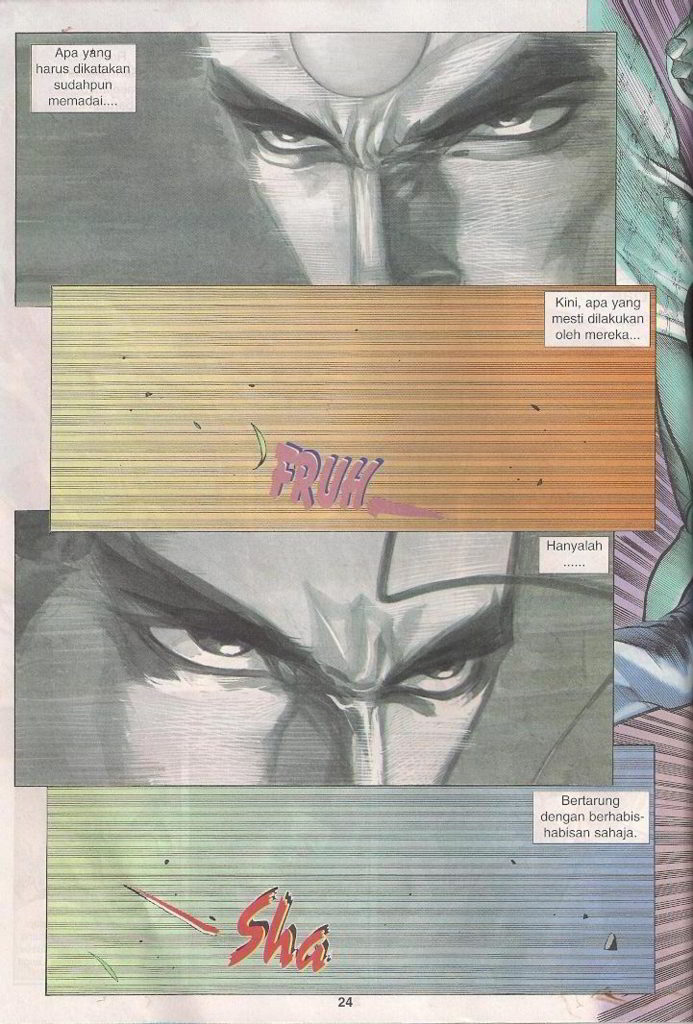 Apa yang
harus dikatakan
sudahpun
memadai....
Kini, apa yang
mesti dilakukan
oleh mereka...
FRUH
Hanyalah
......
Bertarung
dengan berhabis-
habisan sahaja.
Sha
24